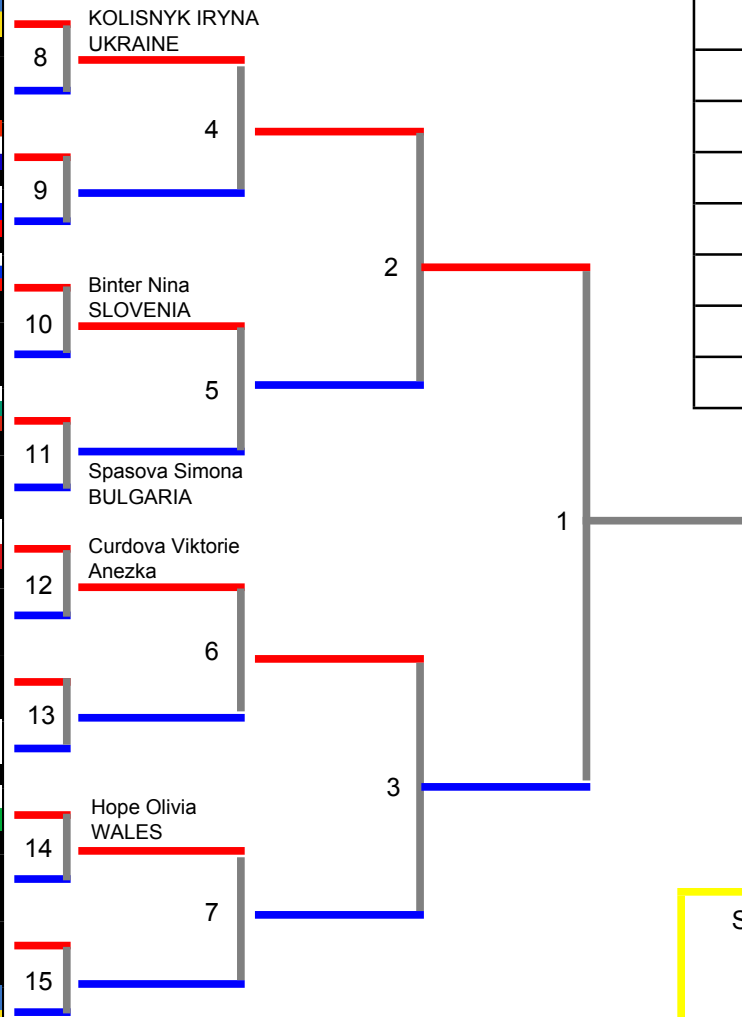 KOLISNYK IRYNA
UKRAINE
8
4
9
2
Binter Nina
SLOVENIA
10
5
11
Spasova Simona
BULGARIA
1
Curdova Viktorie
Anezka
12
6
13
3
Hope Olivia
WALES
14
7
S
15